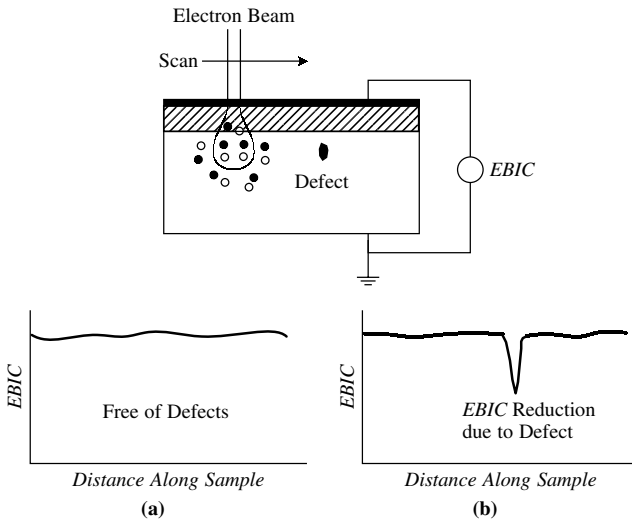 Electron Beam
Scan
Defect
EBIC
EBIC
Free of Defects
Distance Along Sample
(a)
EBIC
EBIC Reduction
due to Defect
Distance Along Sample
(b)